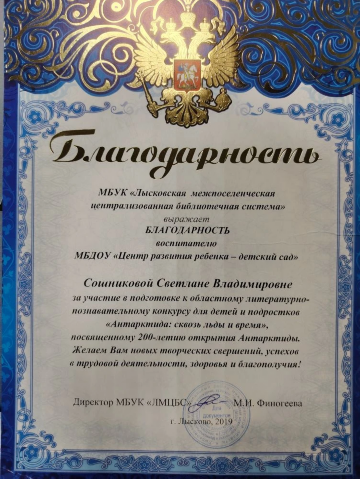 Благодарность
МБУК «Лысковская межпоселенческая
централизованная библиотечная система»
выражает
БЛАГОДАРНОСТЬ
воспитателю
МБДОУ «Центр развития ребенка – детский сад»
Сошниковой Светлане Владимировне
за участие в подготовке к областному литературно-
познавательному конкурсу для детей и подростков
«Антарктида: сквозь льды и время»,
посвященному 200-летию открытия Антарктиды.
Желаем Вам новых творческих свершений, успехов
в трудовой деятельности, здоровья и благополучия!
Директор МБУК «ЛМЦБС» М.И. Финогеева
Для документов
г. Лысково, 2019